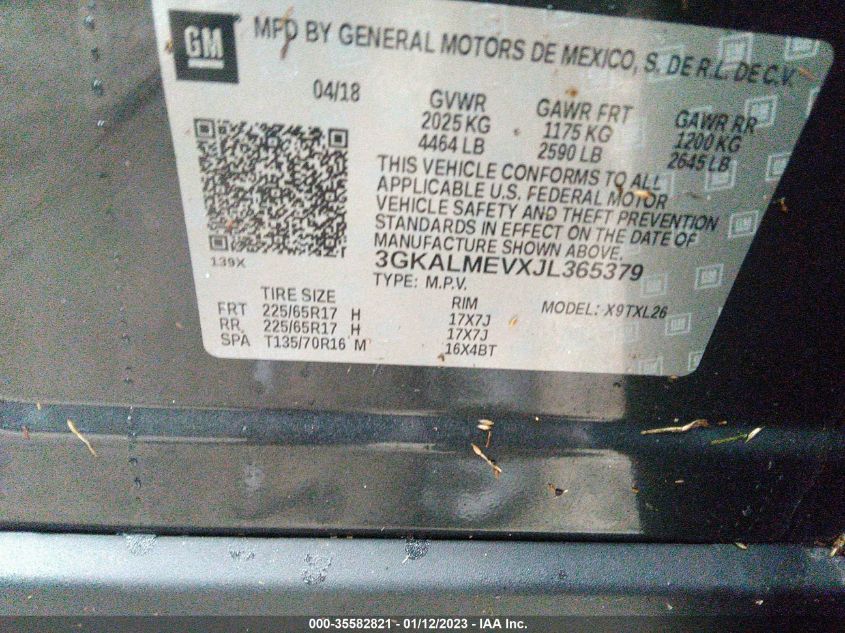 GM
MFD BY GENERAL MOTORS DE MEXICO, S. DE R.L. DE C.V.
04/18 GVWR GAWR FRT GAWR RR
2025 KG 1175 KG 1200 KG
4464 LB 2590 LB 2645 LB
THIS VEHICLE CONFORMS TO ALL
APPLICABLE U.S. FEDERAL MOTOR
VEHICLE SAFETY AND THEFT PREVENTION
STANDARDS IN EFFECT ON THE DATE OF
MANUFACTURE SHOWN ABOVE.
139X
3GKALMEVXJL365379
TYPE: M.P.V.
TIRE SIZE RIM MODEL: X9TXL26
FRT 225/65R17 H 17X7J
RR 225/65R17 H 17X7J
SPA T135/70R16 M 16X4BT
000-35582821 - 01/12/2023 - IAA Inc.